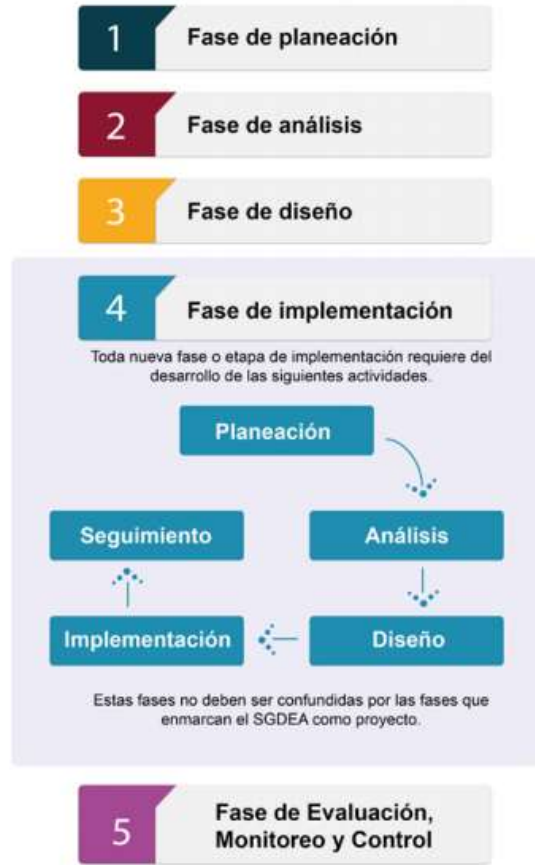 1
Fase de planeación
2
Fase de análisis
3
Fase de diseño
4
Fase de implementación
Toda nueva fase o etapa de implementación requiere del
desarrollo de las siguientes actividades.
Planeación
Seguimiento
Análisis
Implementación
Diseño
Estas fases no deben ser confundidas por las fases que
enmarcan el SGDEA como proyecto.
5
Fase de Evaluación,
Monitoreo y Control